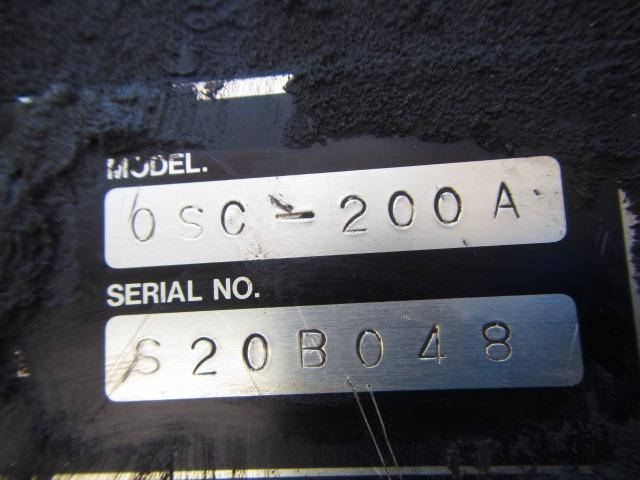 MODEL.
OSC-200A
SERIAL NO.
S20B048